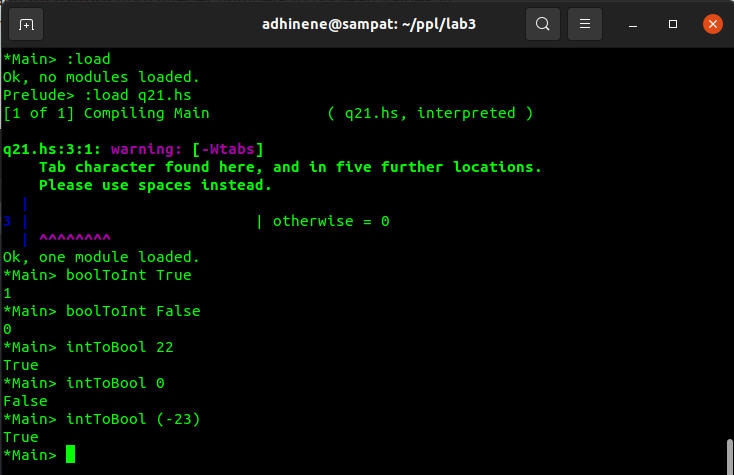 adhinene@sampat: ~/ppl/lab3
*Main> :load
Ok, no modules loaded.
Prelude> :load q21.hs
[1 of 1] Compiling Main             ( q21.hs, interpreted )
q21.hs:3:1: warning: [-Wtabs]
    Tab character found here, and in five further locations.
    Please use spaces instead.
  |
3 |                         | otherwise = 0
  | ^^^^^^^^
Ok, one module loaded.
*Main> boolToInt True
1
*Main> boolToInt False
0
*Main> intToBool 22
True
*Main> intToBool 0
False
*Main> intToBool (-23)
True
*Main>